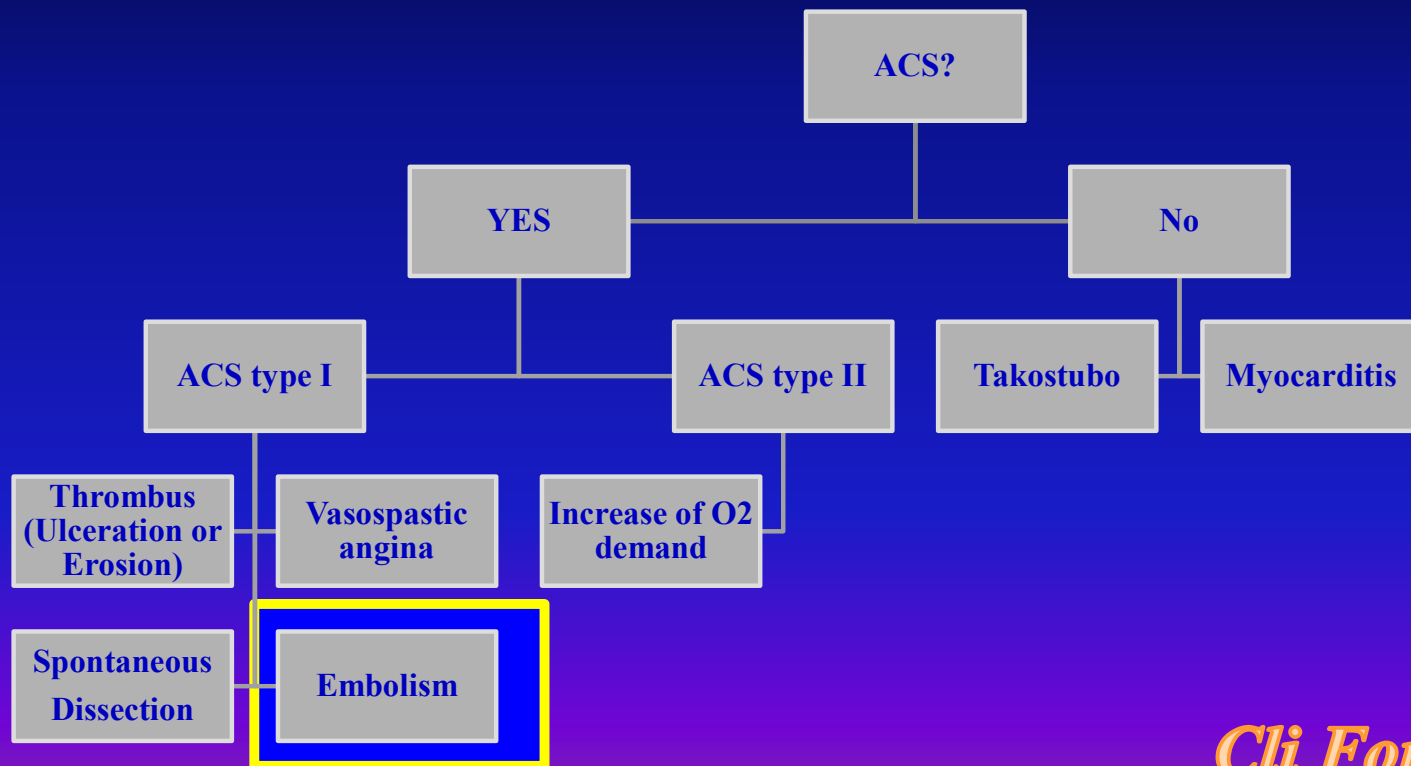 ACS?
YES
No
ACS type I
ACS type II
Takostubo
Myocarditis
Thrombus
(Ulceration or
Erosion)
Vasospastic
angina
Increase of O2
demand
Spontaneous
Dissection
Embolism
Cli